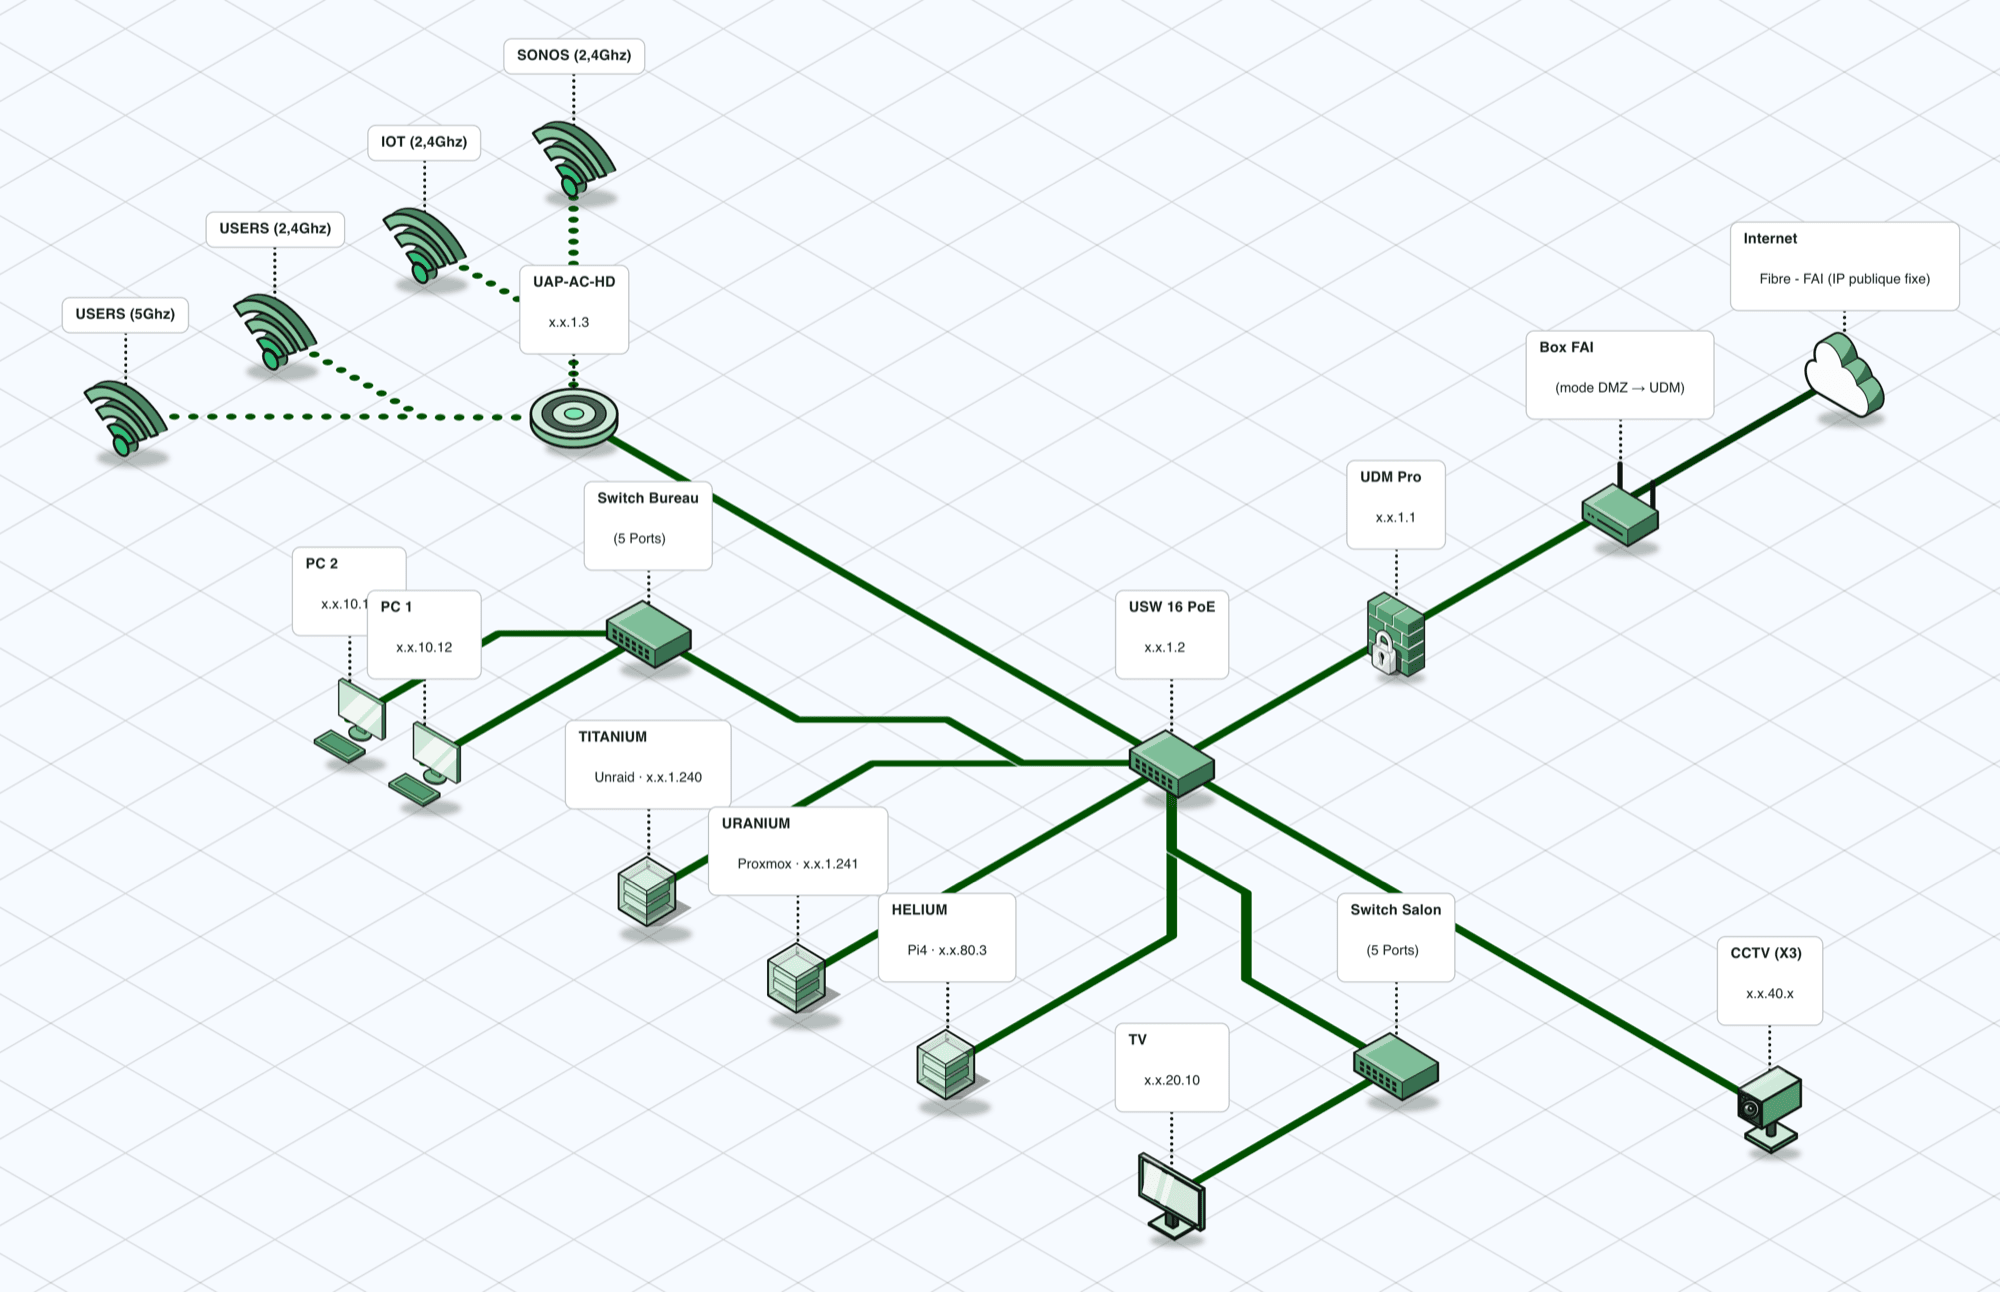 SONOS (2,4Ghz)
IOT (2,4Ghz)
USERS (2,4Ghz)
USERS (5Ghz)
UAP-AC-HD
x.x.1.3
Internet
Fibre - FAI (IP publique fixe)
Box FAI
(mode DMZ → UDM)
UDM Pro
x.x.1.1
Switch Bureau
(5 Ports)
PC 2
PC 1
x.x.10.12
USW 16 PoE
x.x.1.2
TITANIUM
Unraid · x.x.1.240
URANIUM
Proxmox · x.x.1.241
HELIUM
Pi4 · x.x.80.3
Switch Salon
(5 Ports)
CCTV (X3)
x.x.40.x
TV
x.x.20.10